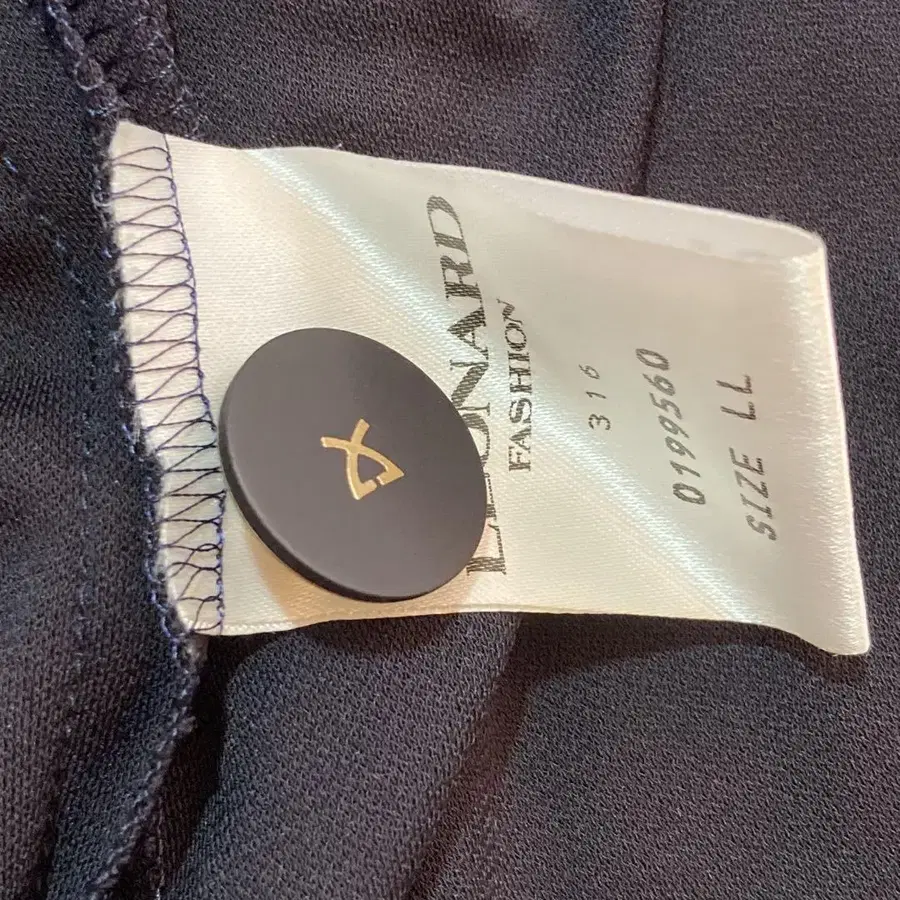 LEONARD
FASHION
316
0199560
SIZE LL